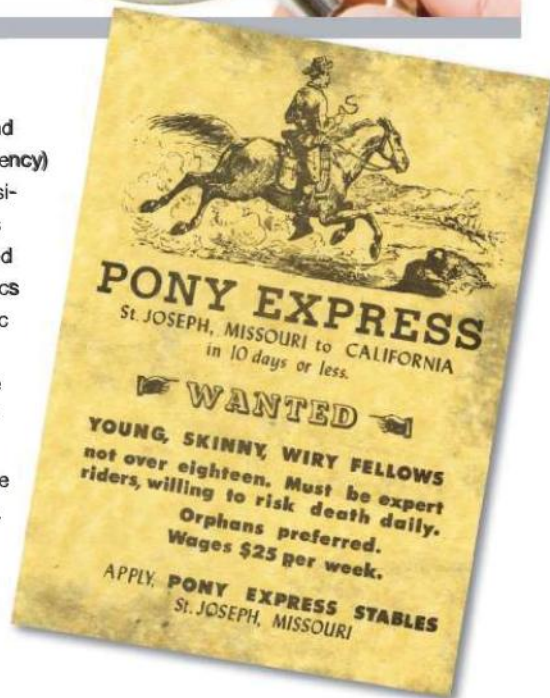 PONY EXPRESS
St. JOSEPH, MISSOURI to CALIFORNIA
in 10 days or less.
WANTED
YOUNG, SKINNY, WIRY FELLOWS
not over eighteen. Must be expert
riders, willing to risk death daily.
Orphans preferred.
Wages $25 per week.
APPLY, PONY EXPRESS STABLES
St. JOSEPH, MISSOURI